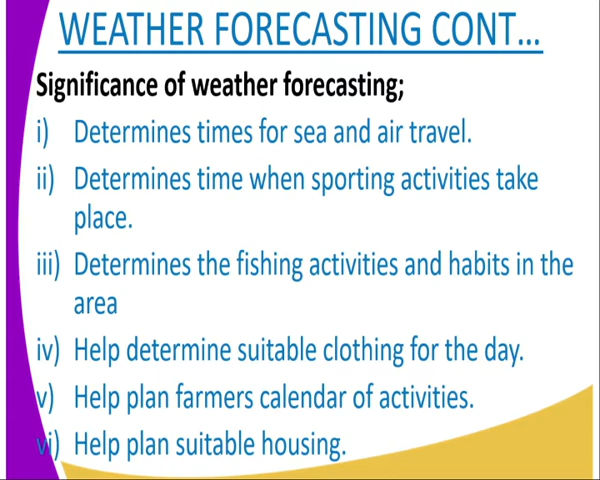 WEATHER FORECASTING CONT...
Significance of weather forecasting;
i) Determines times for sea and air travel.
ii) Determines time when sporting activities take
place.
iii) Determines the fishing activities and habits in the
area
iv) Help determine suitable clothing for the day.
v) Help plan farmers calendar of activities.
vi) Help plan suitable housing.